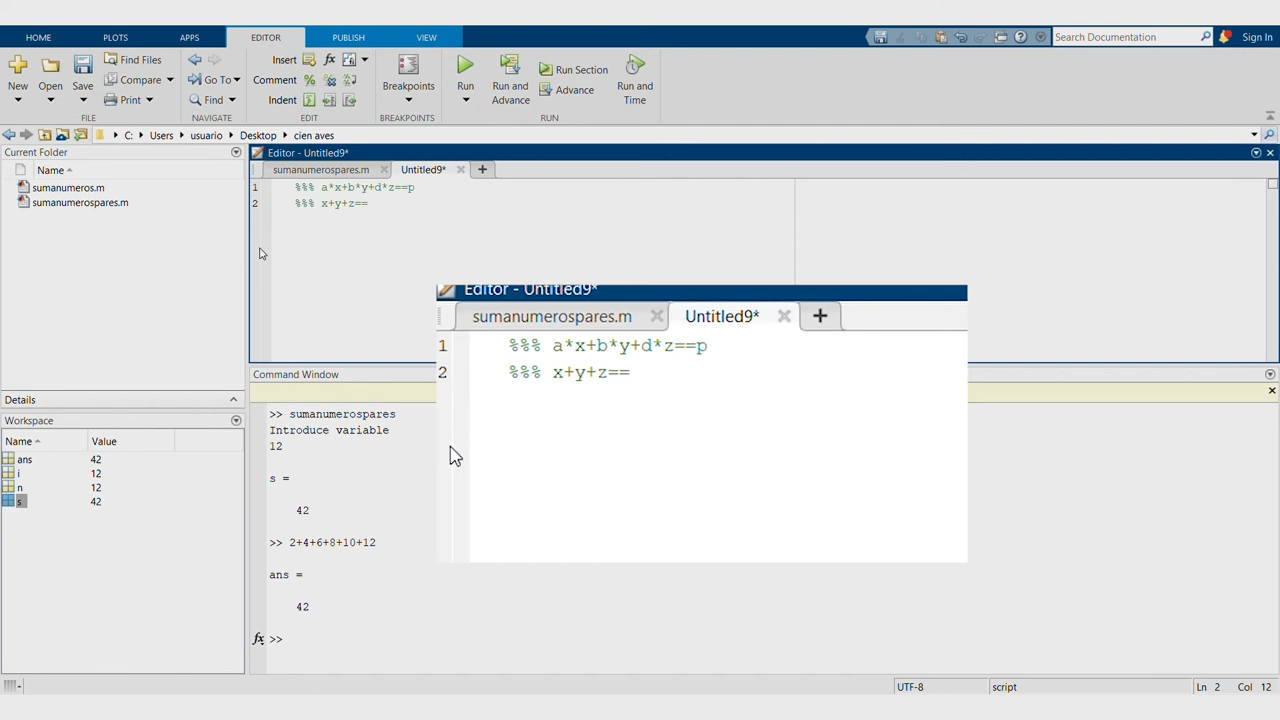 HOME PLOTS APPS EDITOR PUBLISH VIEW Search Documentation Sign In
New Open Save Find Files Compare Print
Go To Find
Insert fx
Comment %
Indent
Breakpoints
Run Run and Advance Run Section Advance Run and Time
FILE NAVIGATE EDIT BREAKPOINTS RUN
C: Users usuario Desktop cien aves
Current Folder
Name
sumanumeros.m
sumanumerospares.m
Details
Workspace
Name Value
ans 42
i 12
n 12
s 42
Editor - Untitled9*
sumanumerospares.m Untitled9*
1 %%% a*x+b*y+d*z==p
2 %%% x+y+z==
Editor - Untitled9*
sumanumerospares.m Untitled9*
1 %%% a*x+b*y+d*z==p
2 %%% x+y+z==
Command Window
>> sumanumerospares
Introduce variable
12
s =
42
>> 2+4+6+8+10+12
ans =
42
fx >>
UTF-8 script Ln 2 Col 12